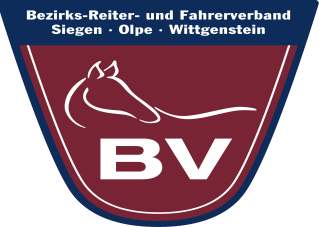 Bezirks-Reiter- und Fahrerverband
Siegen · Olpe · Wittgenstein
BV